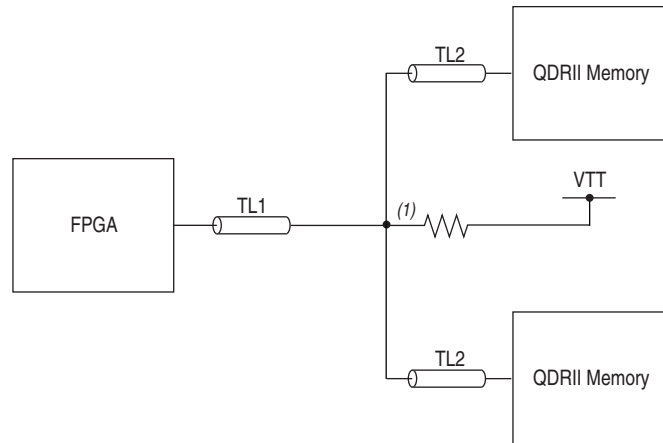 TL2
QDRII Memory
VTT
TL1
(1)
FPGA
TL2
QDRII Memory